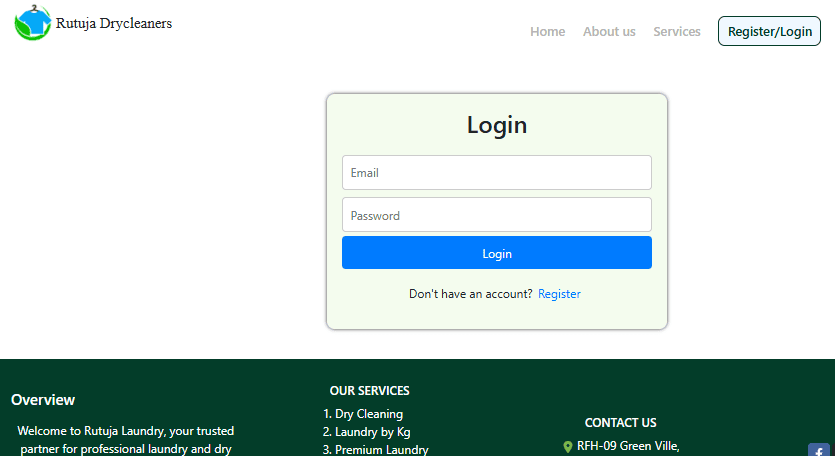 Rutuja Drycleaners
Home About us Services Register/Login
Login
Email
Password
Login
Don't have an account? Register
Overview
Welcome to Rutuja Laundry, your trusted
partner for professional laundry and dry
OUR SERVICES
1. Dry Cleaning
2. Laundry by Kg
3. Premium Laundry
CONTACT US
RFH-09 Green Ville,